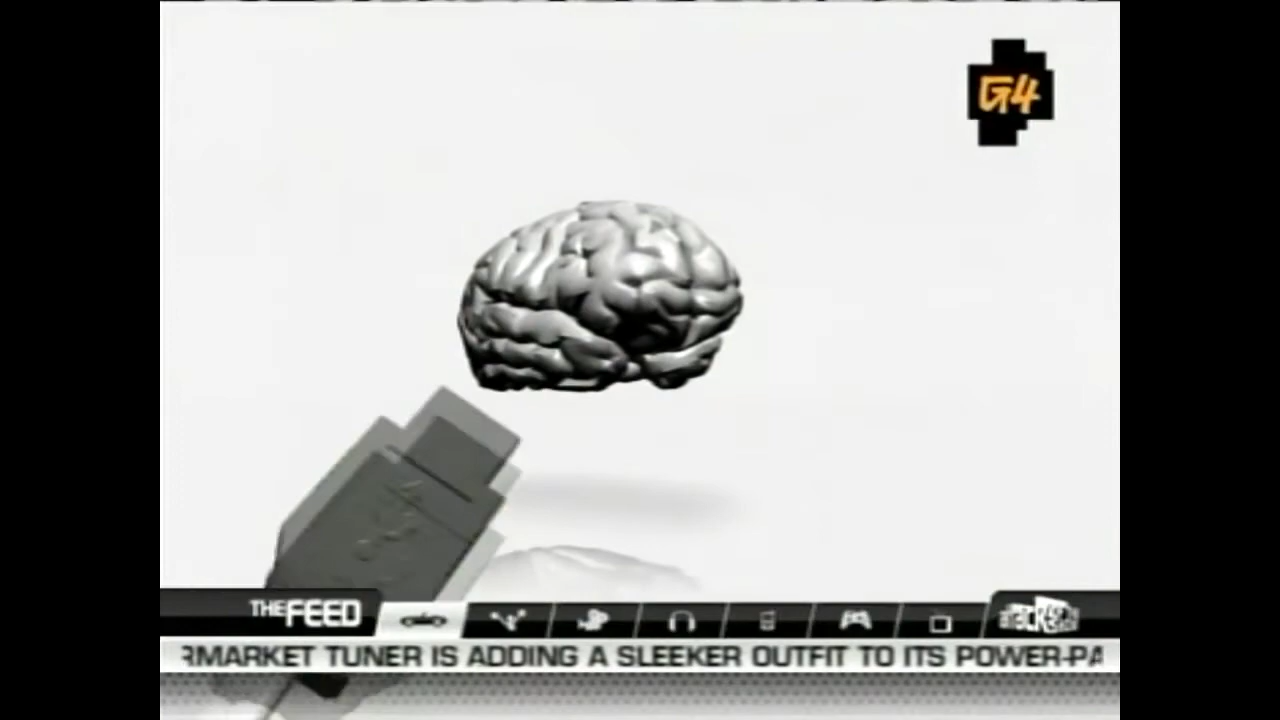 G4
THE FEED
RMARKET TUNER IS ADDING A SLEEKER OUTFIT TO ITS POWER-PA